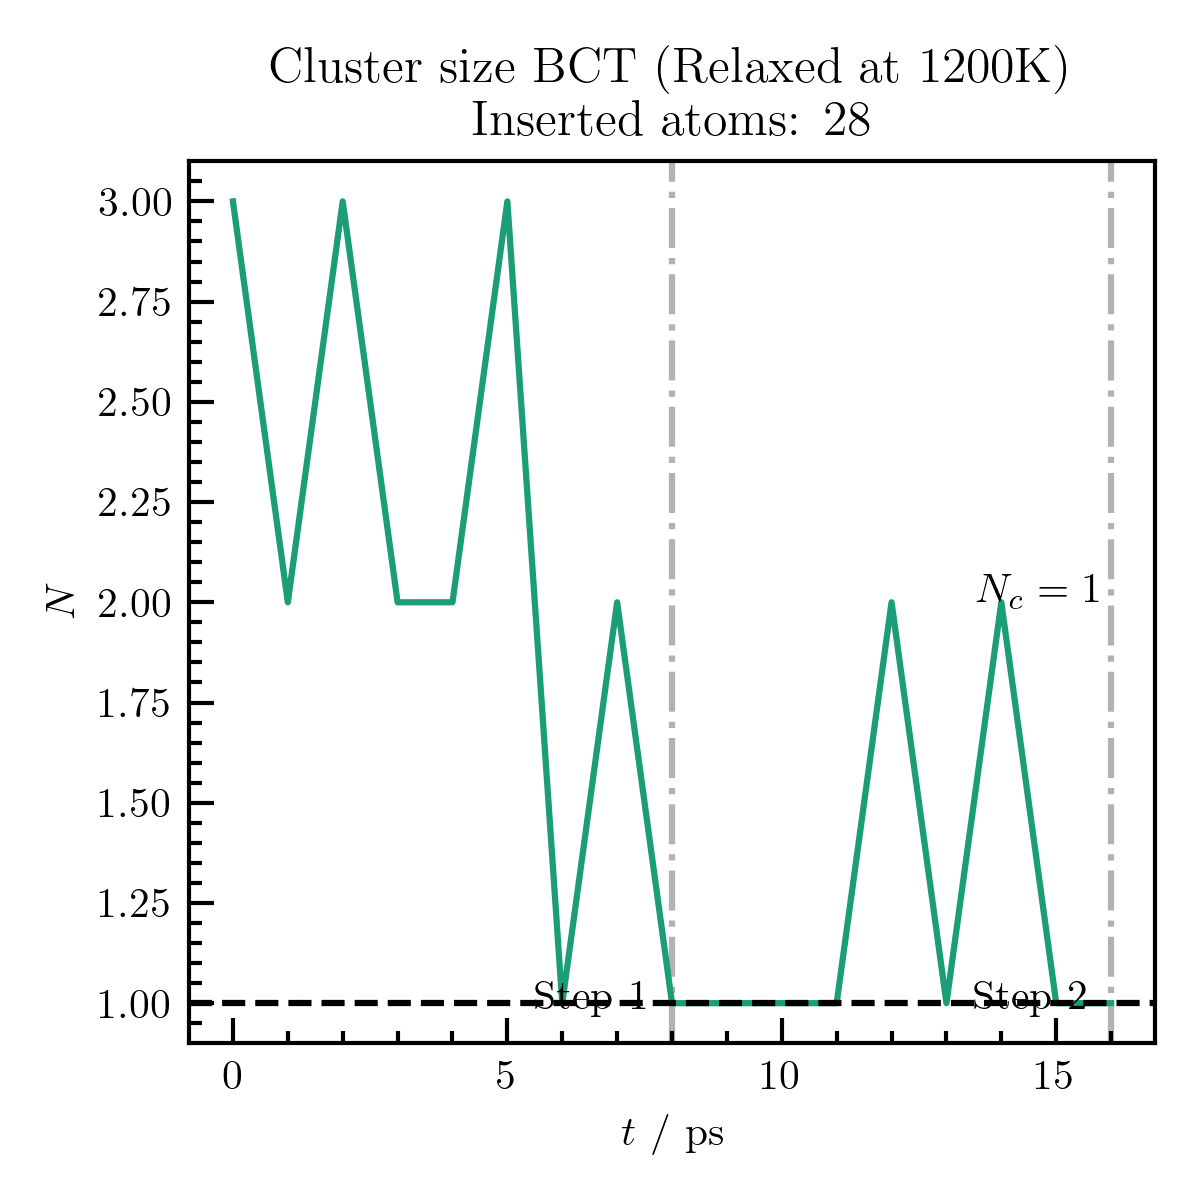 Cluster size BCT (Relaxed at 1200K)
Inserted atoms: 28
3.00
2.75
2.50
2.25
2.00
1.75
1.50
1.25
1.00
N
N_c = 1
Step 1
Step 2
0
5
10
15
t / ps